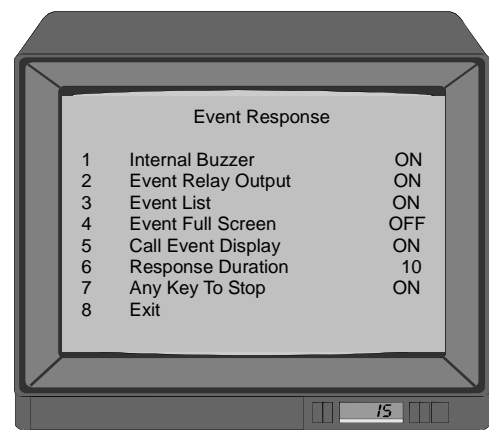 Event Response
1 Internal Buzzer ON
2 Event Relay Output ON
3 Event List ON
4 Event Full Screen OFF
5 Call Event Display ON
6 Response Duration 10
7 Any Key To Stop ON
8 Exit
15